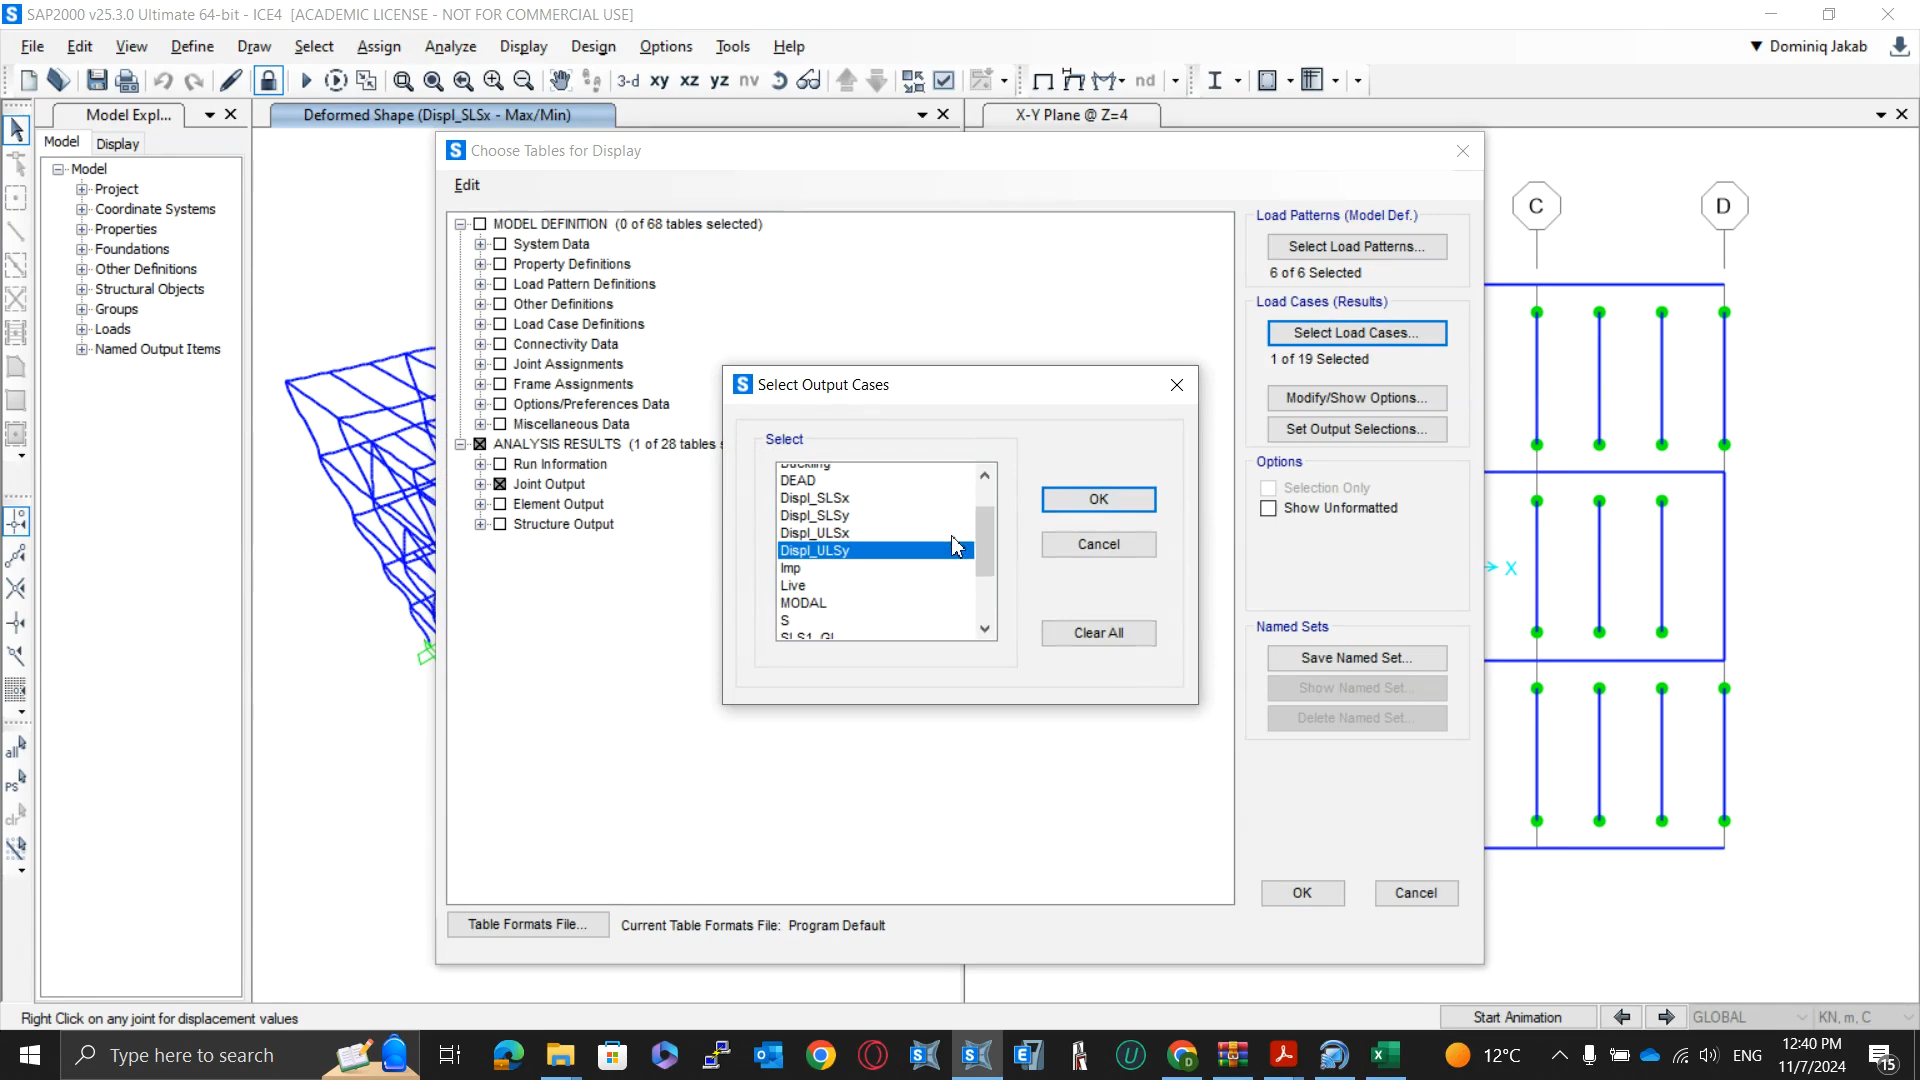 SAP2000 v25.3.0 Ultimate 64-bit - ICE4 [ACADEMIC LICENSE - NOT FOR COMMERCIAL USE]
File Edit View Define Draw Select Assign Analyze Display Design Options Tools Help
Dominiq Jakab
3-d xy xz yz nv nd
Model Expl...
Deformed Shape (Displ_SLSx - Max/Min)
X-Y Plane @ Z=4
Model Display
Model
Project
Coordinate Systems
Properties
Foundations
Other Definitions
Structural Objects
Groups
Loads
Named Output Items
all
PS
clr
Choose Tables for Display
Edit
MODEL DEFINITION (0 of 68 tables selected)
System Data
Property Definitions
Load Pattern Definitions
Other Definitions
Load Case Definitions
Connectivity Data
Joint Assignments
Frame Assignments
Options/Preferences Data
Miscellaneous Data
ANALYSIS RESULTS (1 of 28 tables s
Run Information
Joint Output
Element Output
Structure Output
Table Formats File...
Current Table Formats File: Program Default
Load Patterns (Model Def.)
Select Load Patterns...
6 of 6 Selected
Load Cases (Results)
Select Load Cases...
1 of 19 Selected
Modify/Show Options...
Set Output Selections...
Options
Selection Only
Show Unformatted
Named Sets
Save Named Set...
Show Named Set...
Delete Named Set...
OK
Cancel
Select Output Cases
Select
Buckling
DEAD
Displ_SLSx
Displ_SLSy
Displ_ULSx
Displ_ULSy
Imp
Live
MODAL
S
SLS1_GL
OK
Cancel
Clear All
C
D
X
Right Click on any joint for displacement values
Start Animation
GLOBAL
KN, m, C
Type here to search
12°C
ENG
12:40 PM
11/7/2024
15